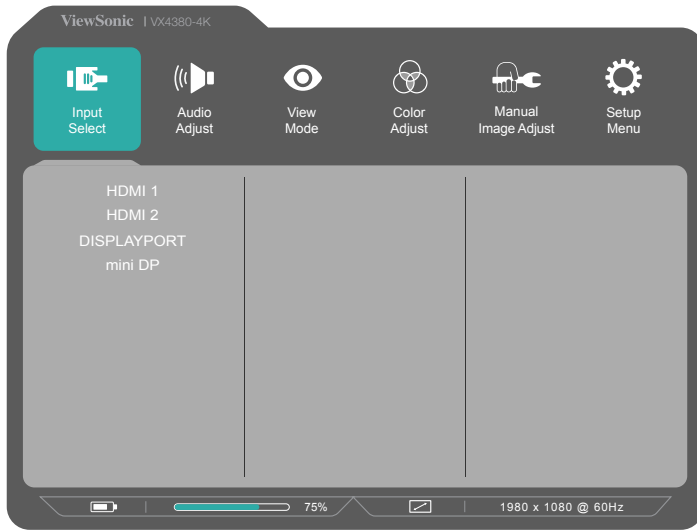 ViewSonic | VX4380-4K
Input Select
Audio Adjust
View Mode
Color Adjust
Manual Image Adjust
Setup Menu
HDMI 1
HDMI 2
DISPLAYPORT
mini DP
75%
1980 x 1080 @ 60Hz